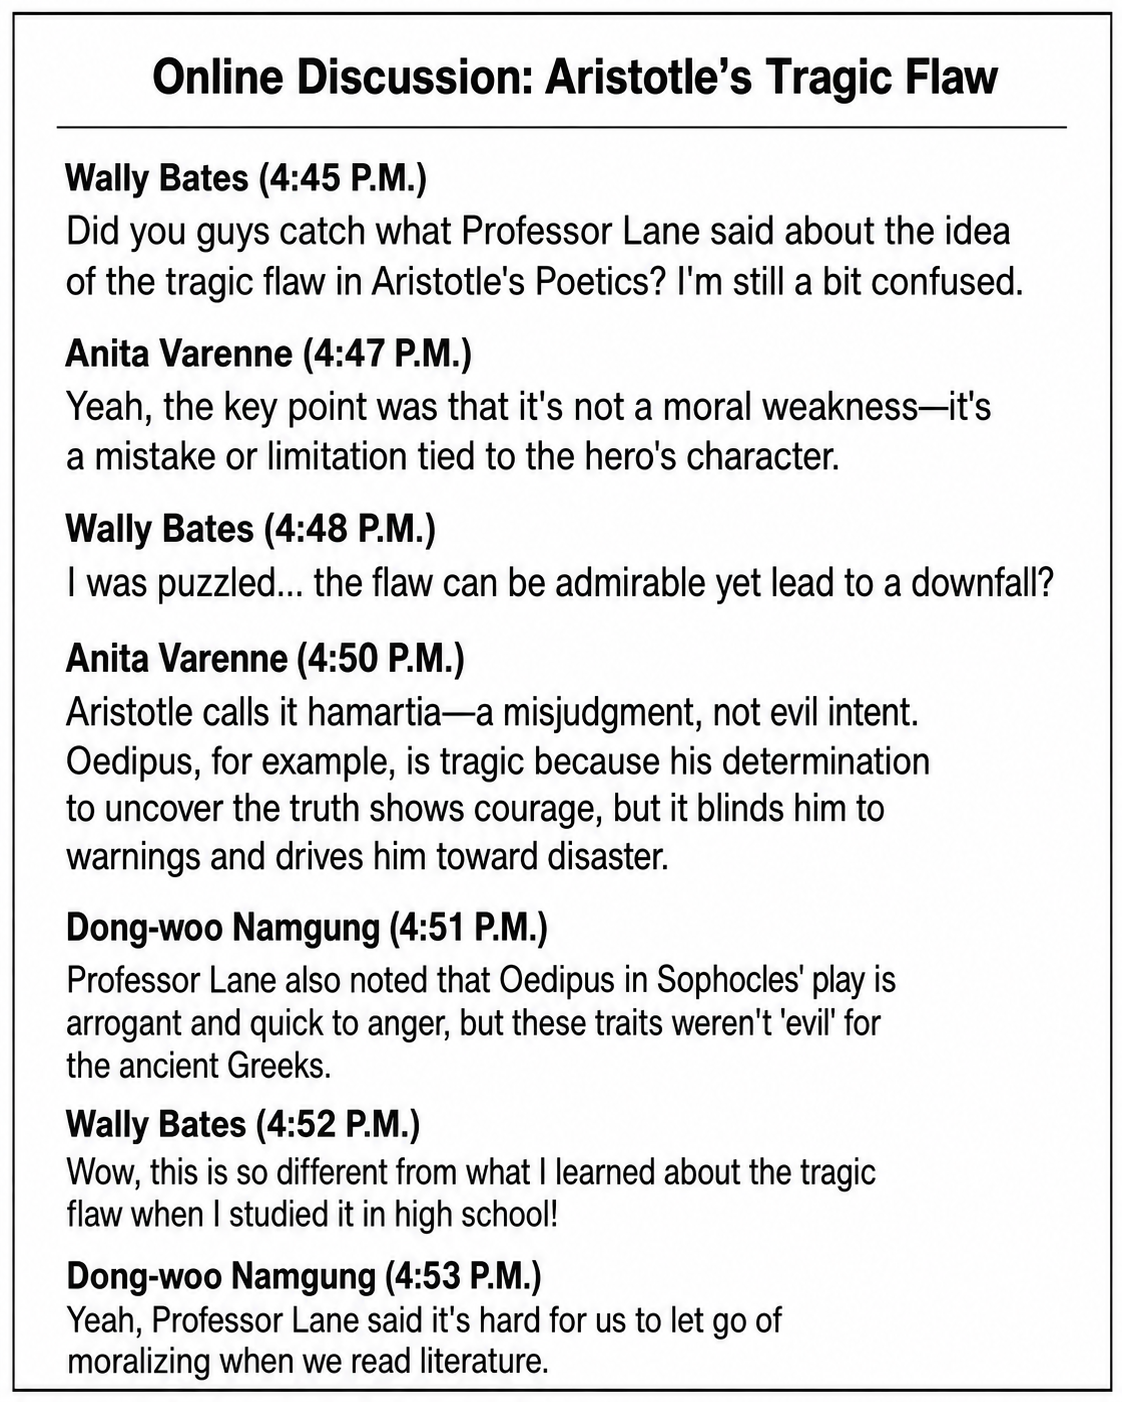 Online Discussion: Aristotle’s Tragic Flaw
Wally Bates (4:45 P.M.)
Did you guys catch what Professor Lane said about the idea
of the tragic flaw in Aristotle's Poetics? I'm still a bit confused.
Anita Varenne (4:47 P.M.)
Yeah, the key point was that it's not a moral weakness—it's
a mistake or limitation tied to the hero's character.
Wally Bates (4:48 P.M.)
I was puzzled... the flaw can be admirable yet lead to a downfall?
Anita Varenne (4:50 P.M.)
Aristotle calls it hamartia—a misjudgment, not evil intent.
Oedipus, for example, is tragic because his determination
to uncover the truth shows courage, but it blinds him to
warnings and drives him toward disaster.
Dong-woo Namgung (4:51 P.M.)
Professor Lane also noted that Oedipus in Sophocles' play is
arrogant and quick to anger, but these traits weren't 'evil' for
the ancient Greeks.
Wally Bates (4:52 P.M.)
Wow, this is so different from what I learned about the tragic
flaw when I studied it in high school!
Dong-woo Namgung (4:53 P.M.)
Yeah, Professor Lane said it's hard for us to let go of
moralizing when we read literature.